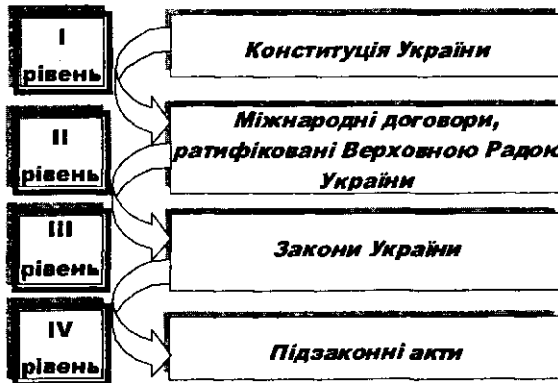 I
рівень
Конституція України
II
рівень
Міжнародні договори,
ратифіковані Верховною Радою
України
III
рівень
Закони України
IV
рівень
Підзаконні акти